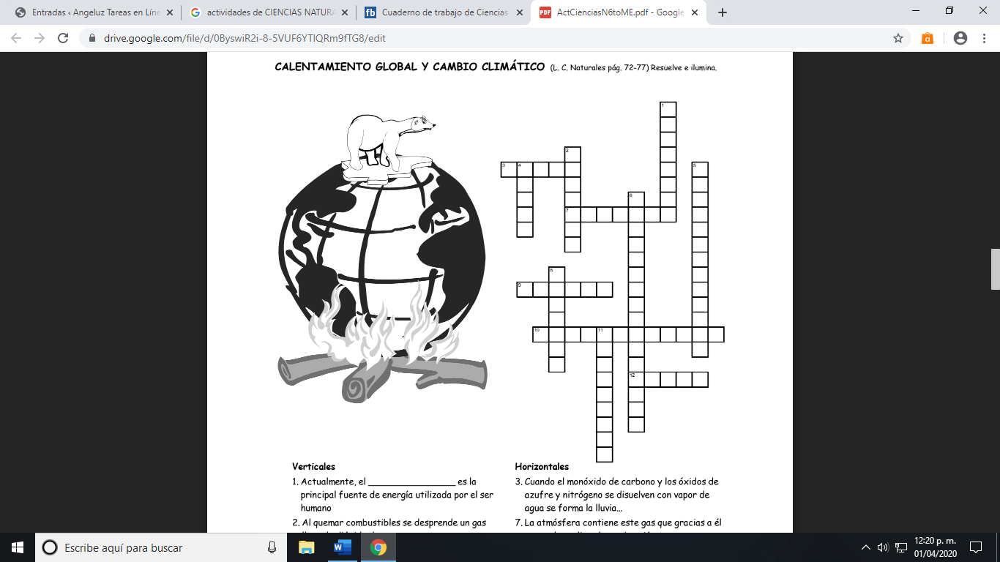 Entradas ‹ Angeluz Tareas en Líne
actividades de CIENCIAS NATURA
Cuaderno de trabajo de Ciencias
ActCienciasN6toME.pdf - Google
drive.google.com/file/d/0ByswiR2i-8-5VUF6YTlQRm9fTG8/edit
CALENTAMIENTO GLOBAL Y CAMBIO CLIMÁTICO (L. C. Naturales pág. 72-77) Resuelve e ilumina.
1
2
3 4 5
6
7
8
9
10 11
12
Verticales
1. Actualmente, el ________________ es la
principal fuente de energía utilizada por el ser
humano
2. Al quemar combustibles se desprende un gas
Horizontales
3. Cuando el monóxido de carbono y los óxidos de
azufre y nitrógeno se disuelven con vapor de
agua se forma la lluvia...
7. La atmósfera contiene este gas que gracias a él
Escribe aquí para buscar
12:20 p. m.
01/04/2020